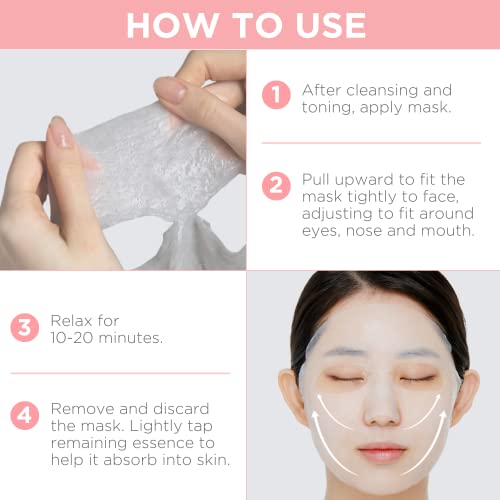 HOW TO USE
1 After cleansing and
toning, apply mask.
2 Pull upward to fit the
mask tightly to face,
adjusting to fit around
eyes, nose and mouth.
3 Relax for
10-20 minutes.
4 Remove and discard
the mask. Lightly tap
remaining essence to
help it absorb into skin.